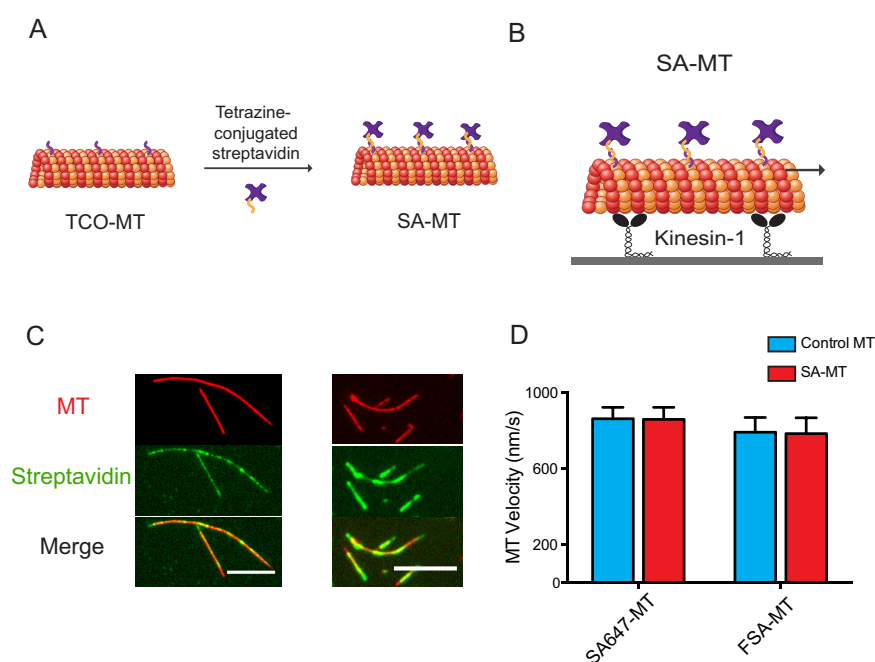 A
Tetrazine-
conjugated
streptavidin
TCO-MT
SA-MT
B
SA-MT
Kinesin-1
C
MT
Streptavidin
Merge
D
Control MT
SA-MT
MT Velocity (nm/s)
1000
600
200
0
SA647-MT
FSA-MT